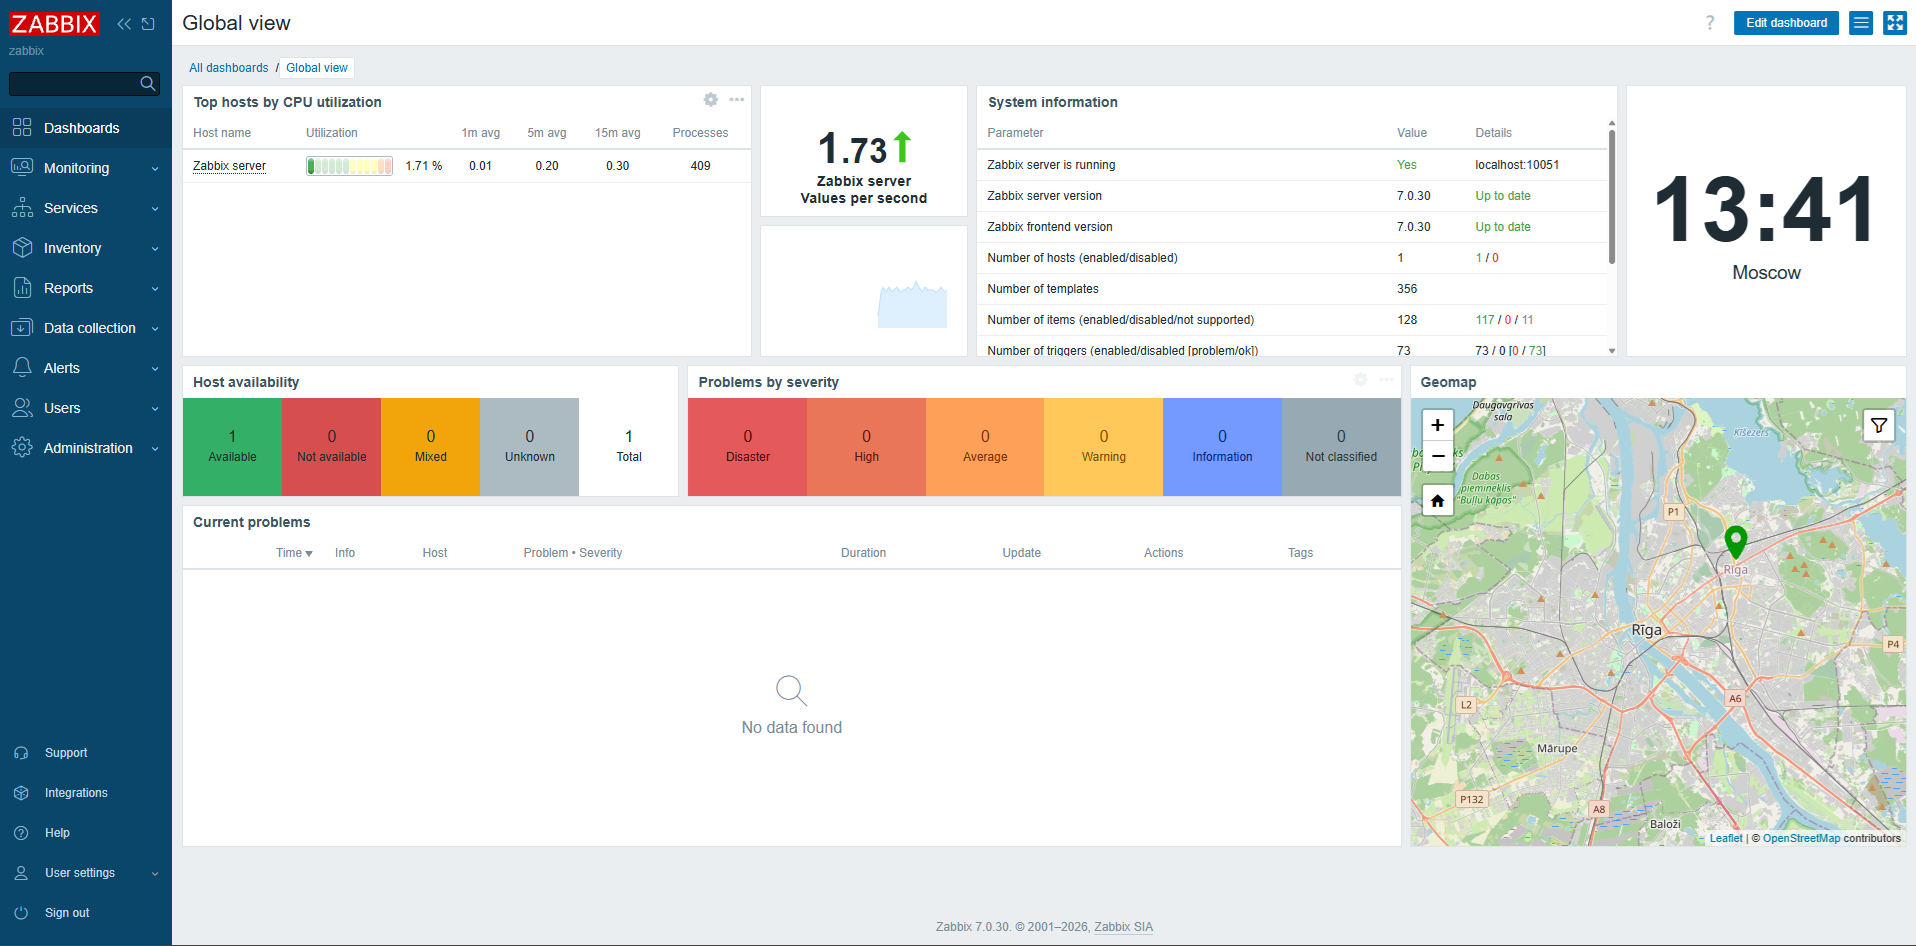 ZABBIX
zabbix
Dashboards
Monitoring
Services
Inventory
Reports
Data collection
Alerts
Users
Administration
Support
Integrations
Help
User settings
Sign out
Global view
?
Edit dashboard
All dashboards / Global view
Top hosts by CPU utilization
Host name Utilization 1m avg 5m avg 15m avg Processes
Zabbix server 1.71 % 0.01 0.20 0.30 409
1.73
Zabbix server
Values per second
System information
Parameter Value Details
Zabbix server is running Yes localhost:10051
Zabbix server version 7.0.30 Up to date
Zabbix frontend version 7.0.30 Up to date
Number of hosts (enabled/disabled) 1 1 / 0
Number of templates 356
Number of items (enabled/disabled/not supported) 128 117 / 0 / 11
Number of triggers (enabled/disabled [problem/ok]) 73 73 / 0 [0 / 73]
13:41
Moscow
Host availability
1 Available
0 Not available
0 Mixed
0 Unknown
1 Total
Problems by severity
0 Disaster
0 High
0 Average
0 Warning
0 Information
0 Not classified
Current problems
Time Info Host Problem • Severity Duration Update Actions Tags
No data found
Geomap
+
−
Daugavgrīvas
sala
Ķīšezers
Dabas
piemineklis
"Buļļu kāpas"
P1
Rīga
Rīga
P4
A6
L2
Mārupe
P132
A8
Baloži
Leaflet | © OpenStreetMap contributors
Zabbix 7.0.30. © 2001–2026, Zabbix SIA